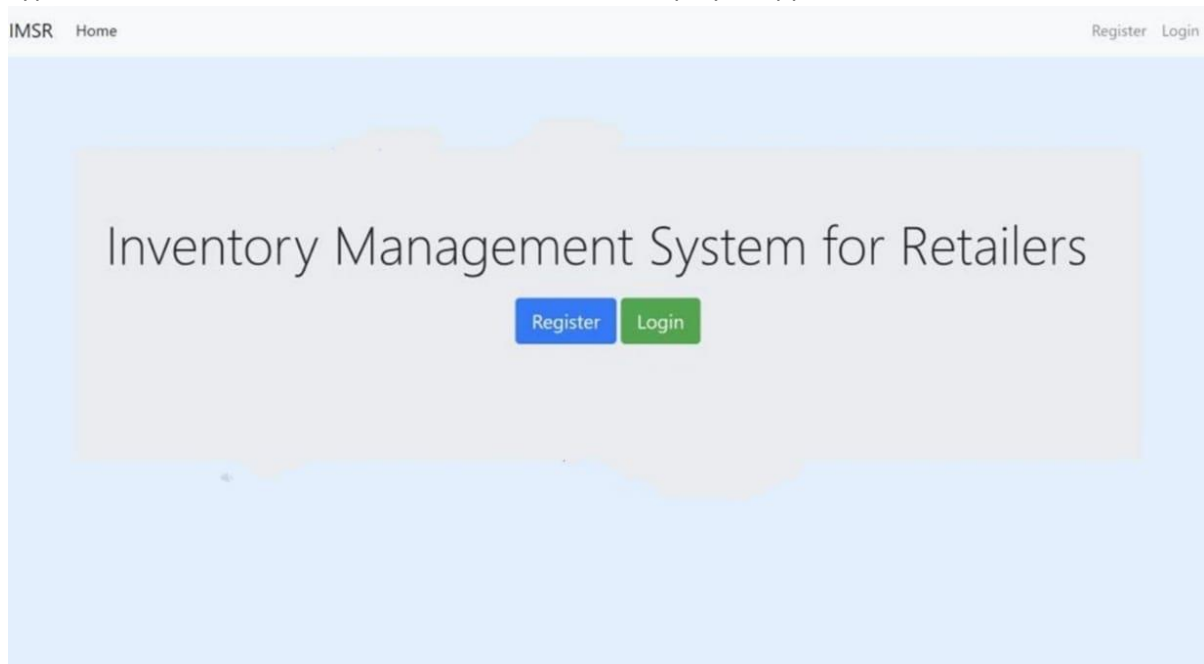 IMSR Home Register Login
Inventory Management System for Retailers
Register Login